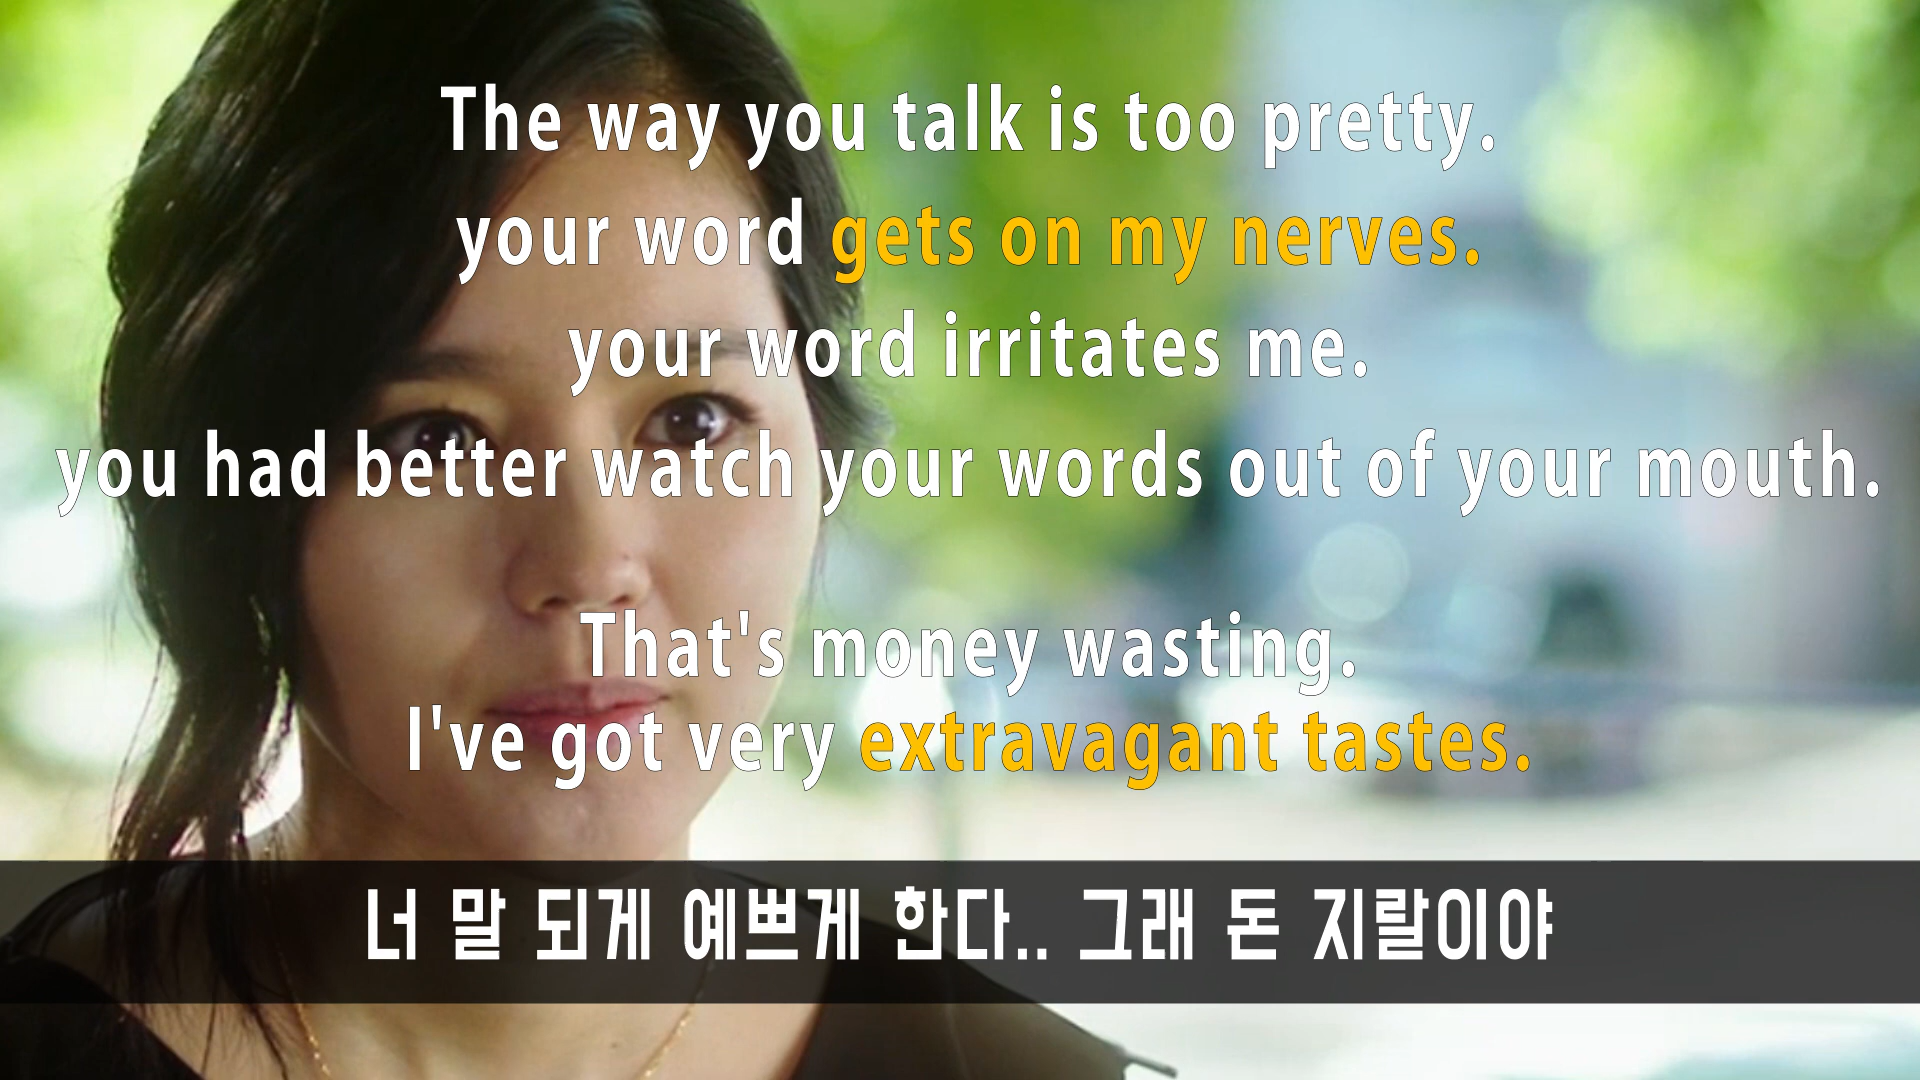 The way you talk is too pretty.
your word gets on my nerves.
your word irritates me.
you had better watch your words out of your mouth.
That's money wasting.
I've got very extravagant tastes.
너 말 되게 예쁘게 한다.. 그래 돈 지랄이야